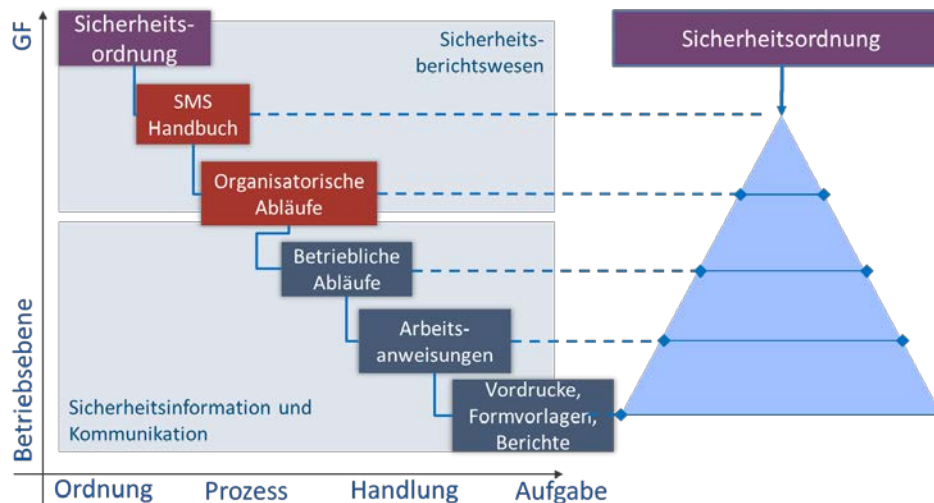 GF
Sicherheits-
ordnung
Sicherheits-
berichtswesen
Sicherheitsordnung
SMS
Handbuch
Organisatorische
Abläufe
Betriebliche
Abläufe
Arbeits-
anweisungen
Vordrucke,
Formvorlagen,
Berichte
Sicherheitsinformation und
Kommunikation
Betriebsebene
Ordnung Prozess Handlung Aufgabe